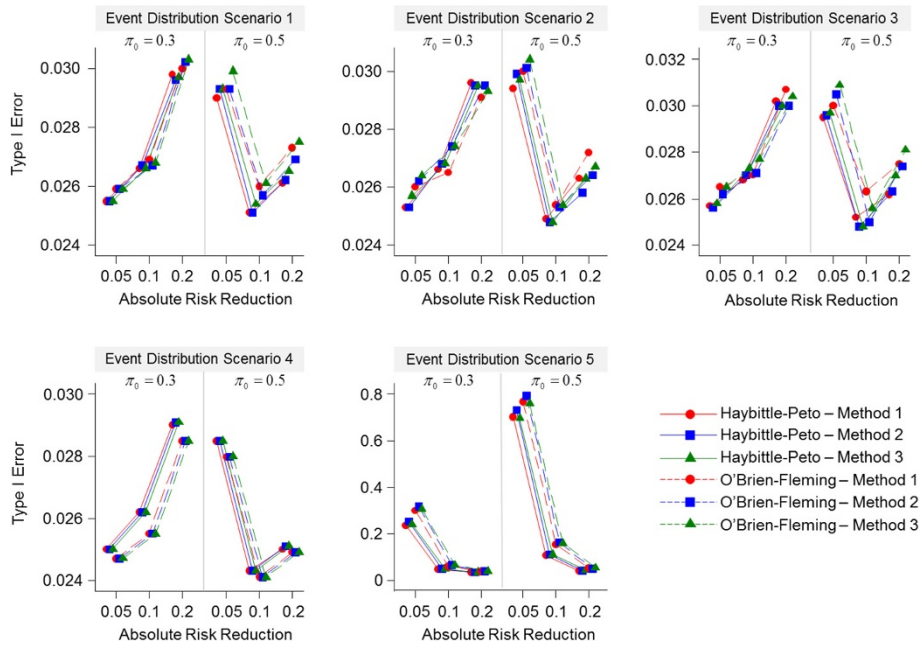 Event Distribution Scenario 1
π₀ = 0.3
π₀ = 0.5
Type I Error
0.030
0.028
0.026
0.024
0.05 0.1 0.2 0.05 0.1 0.2
Absolute Risk Reduction
Event Distribution Scenario 2
π₀ = 0.3
π₀ = 0.5
0.030
0.028
0.026
0.024
0.05 0.1 0.2 0.05 0.1 0.2
Absolute Risk Reduction
Event Distribution Scenario 3
π₀ = 0.3
π₀ = 0.5
0.032
0.030
0.028
0.026
0.024
0.05 0.1 0.2 0.05 0.1 0.2
Absolute Risk Reduction
Event Distribution Scenario 4
π₀ = 0.3
π₀ = 0.5
Type I Error
0.030
0.028
0.026
0.024
0.05 0.1 0.2 0.05 0.1 0.2
Absolute Risk Reduction
Event Distribution Scenario 5
π₀ = 0.3
π₀ = 0.5
0.8
0.6
0.4
0.2
0
0.05 0.1 0.2 0.05 0.1 0.2
Absolute Risk Reduction
Haybittle-Peto – Method 1
Haybittle-Peto – Method 2
Haybittle-Peto – Method 3
O'Brien-Fleming – Method 1
O'Brien-Fleming – Method 2
O'Brien-Fleming – Method 3